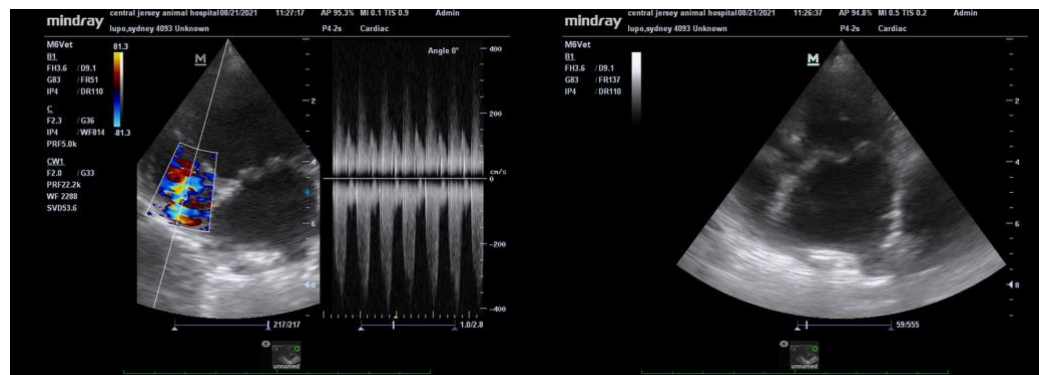 central jersey animal hospital 08/21/2021 11:27:17 AP 95.3% MI 0.1 TIS 0.9 Admin
mindray
lupo,sydney 4093 Unknown P4-2s Cardiac
M6Vet
B1
FH3.6 / D9.1
G83 / FR51
IP4 / DR110
C
F2.3 / G36
IP4 / WF814
PRF5.0k
CW1
F2.0 / G33
PRF22.2k
WF 2288
SVD53.6
81.3
-81.3
M
Angle 0°
2
4
6
8
400
200
cm/s
0
-200
-400
217/217
1.0/2.8
unnamed
central jersey animal hospital 08/21/2021 11:26:37 AP 94.8% MI 0.5 TIS 0.2 Admin
mindray
lupo,sydney 4093 Unknown P4-2s Cardiac
M6Vet
B1
FH3.6 / D9.1
G83 / FR137
IP4 / DR110
M
2
4
6
8
59/555
unnamed